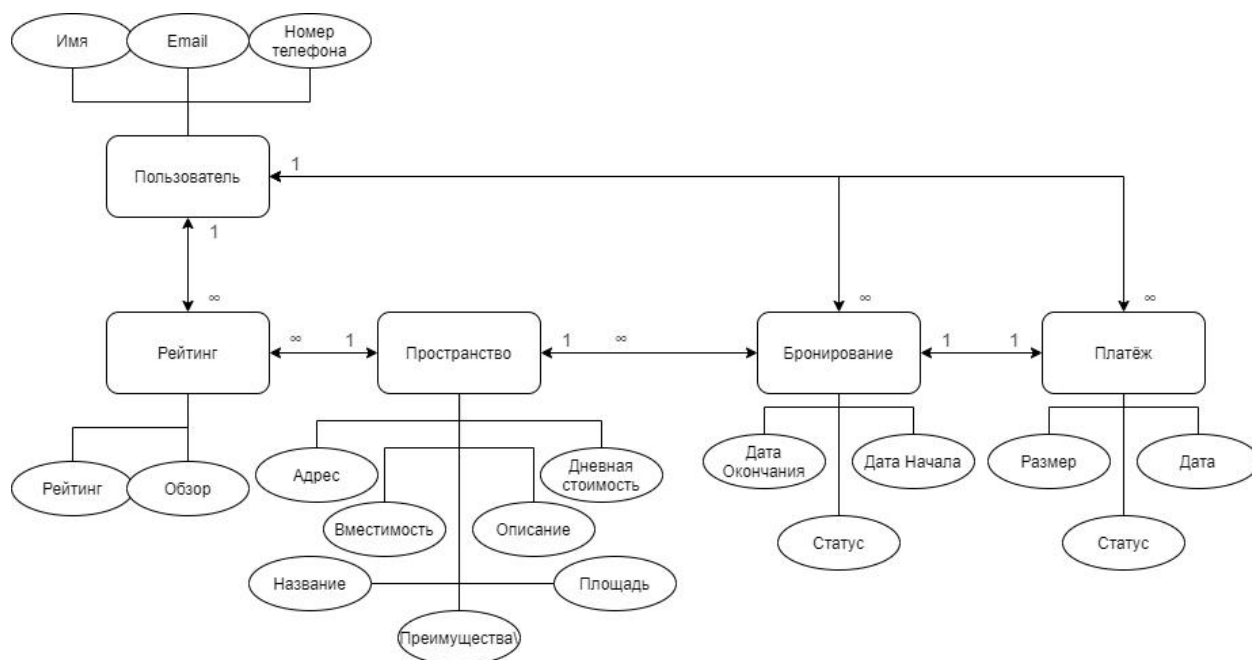 Имя
Email
Номер
телефона
Пользователь
1
1
∞
∞
∞
Рейтинг
∞
1
Пространство
1
∞
Бронирование
1
1
Платёж
Рейтинг
Обзор
Адрес
Вместимость
Описание
Дневная
стоимость
Название
Площадь
Преимущества\
Дата
Окончания
Дата Начала
Статус
Размер
Дата
Статус